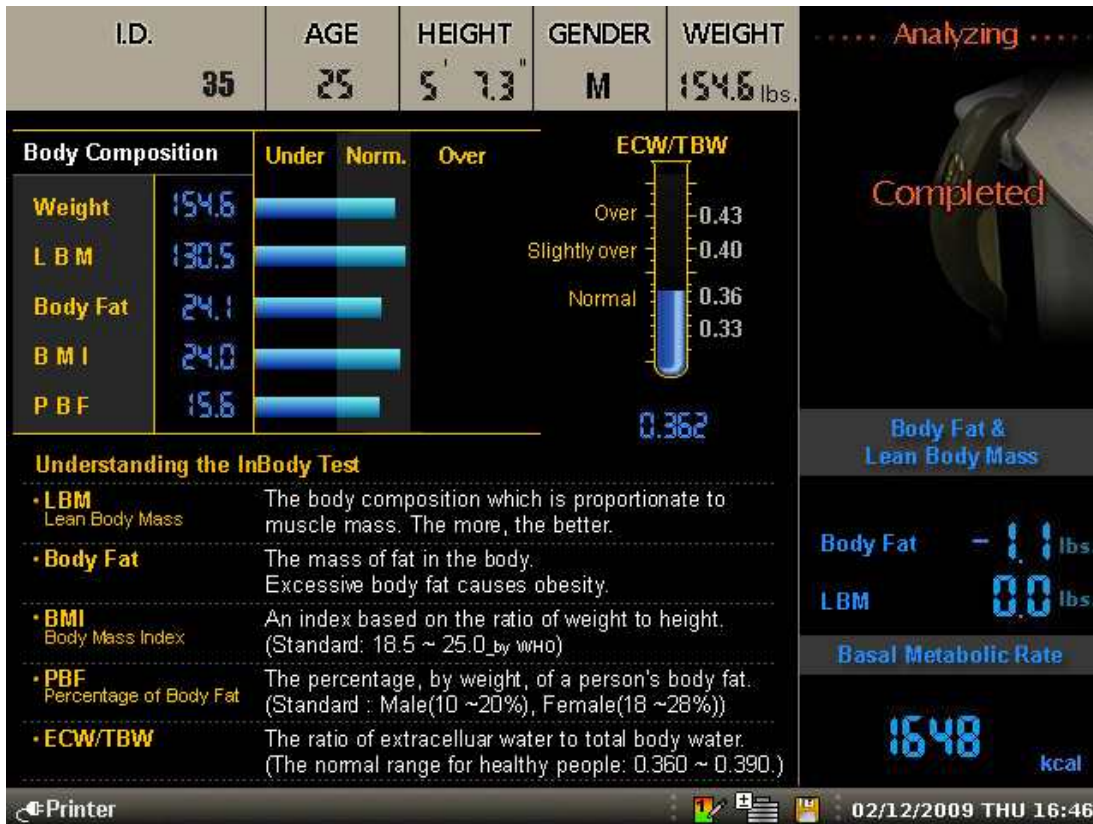 I.D. AGE HEIGHT GENDER WEIGHT
35 25 5' 7.3" M 154.6 lbs.
Body Composition Under Norm. Over
Weight 154.6
LBM 130.5
Body Fat 24.1
BMI 24.0
PBF 15.6
ECW/TBW
Over 0.43
Slightly over 0.40
Normal 0.36
0.33
0.362
Understanding the InBody Test
• LBM The body composition which is proportionate to
Lean Body Mass muscle mass. The more, the better.
• Body Fat The mass of fat in the body.
Excessive body fat causes obesity.
• BMI An index based on the ratio of weight to height.
Body Mass Index (Standard: 18.5 ~ 25.0_by WHO)
• PBF The percentage, by weight, of a person's body fat.
Percentage of Body Fat (Standard : Male(10 ~20%), Female(18 ~28%))
• ECW/TBW The ratio of extracelluar water to total body water.
(The normal range for healthy people: 0.360 ~ 0.390.)
..... Analyzing .....
Completed
Body Fat &
Lean Body Mass
Body Fat -1.1 lbs
LBM 0.0 lbs
Basal Metabolic Rate
1648 kcal
Printer 1 02/12/2009 THU 16:46